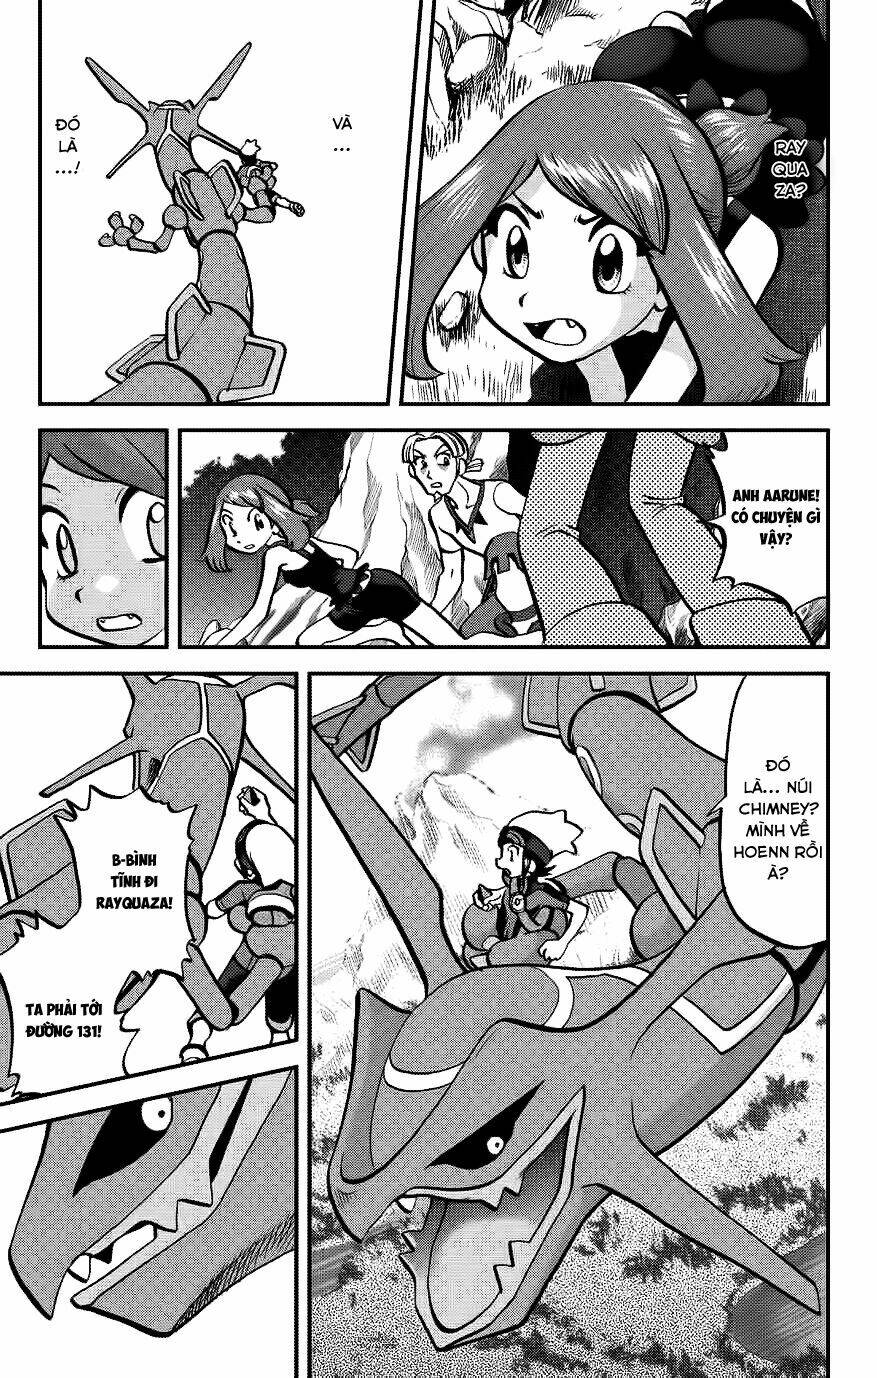 RAY
QUA
ZA?
VÀ
...
ĐÓ
LÀ
...!
ANH AARUNE!
CÓ CHUYỆN GÌ
VẬY?
ĐÓ
LÀ... NÚI
CHIMNEY?
MÌNH VỀ
HOENN RỒI
À?
B-BÌNH
TĨNH ĐI
RAYQUAZA!
TA PHẢI TỚI
ĐƯỜNG 131!